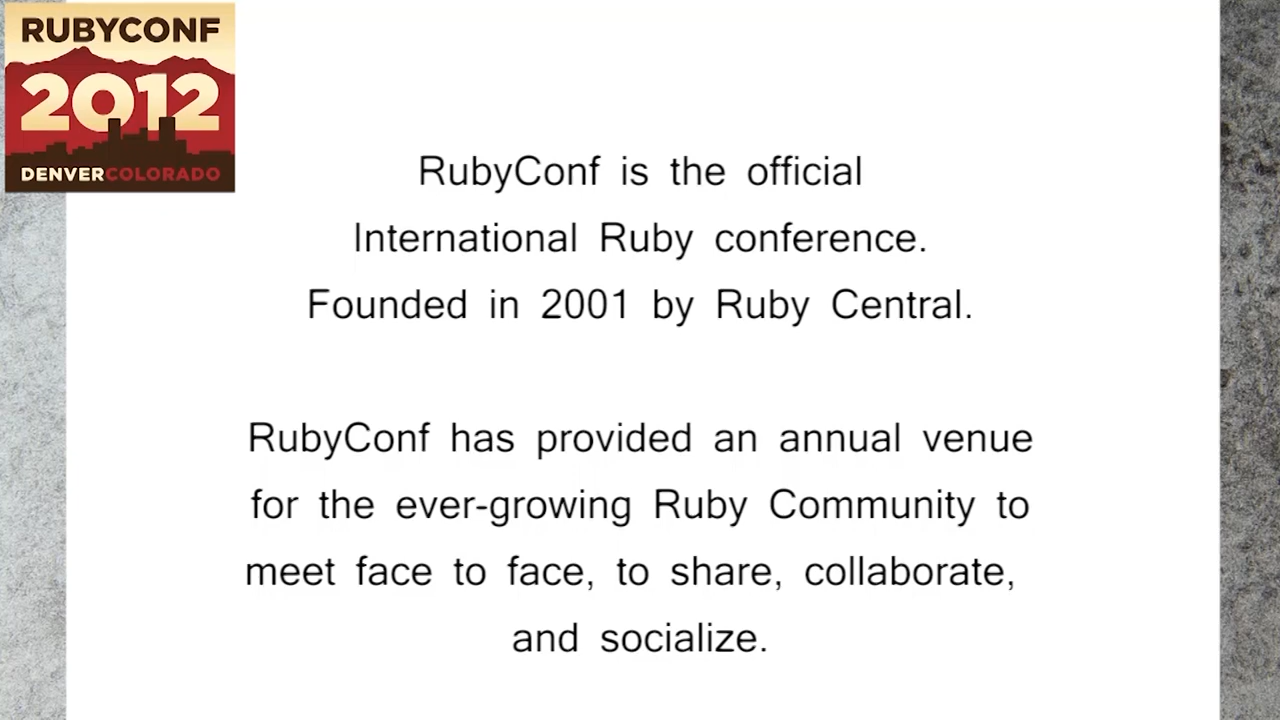 RUBYCONF
2012
DENVERCOLORADO
RubyConf is the official
International Ruby conference.
Founded in 2001 by Ruby Central.
RubyConf has provided an annual venue
for the ever-growing Ruby Community to
meet face to face, to share, collaborate,
and socialize.